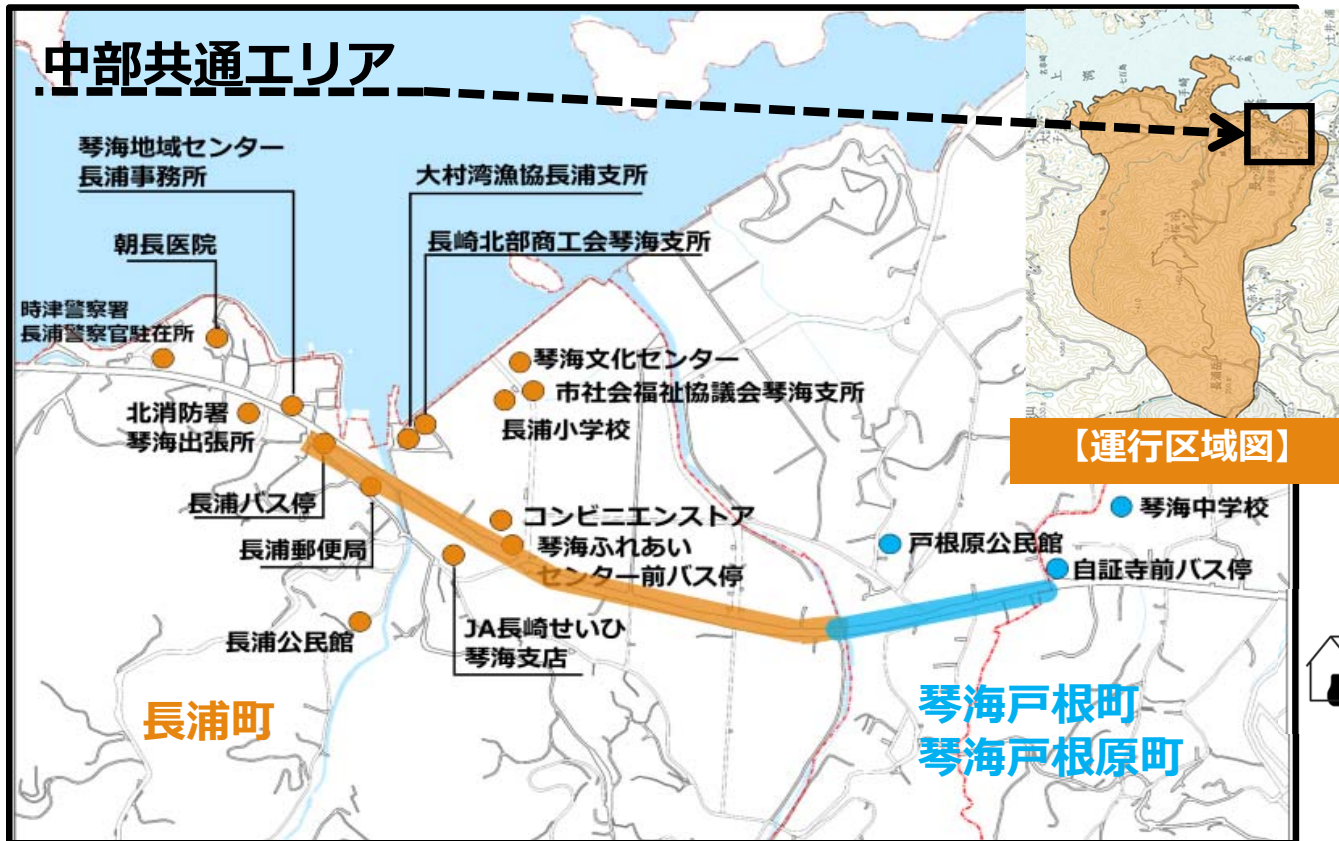 中部共通エリア
琴海地域センター
長浦事務所
大村湾漁協長浦支所
長崎北部商工会琴海支所
朝長医院
時津警察署
長浦警察官駐在所
北消防署
琴海出張所
琴海文化センター
市社会福祉協議会琴海支所
長浦小学校
長浦バス停
長浦郵便局
コンビニエンストア
琴海ふれあい
センター前バス停
JA長崎せいひ
琴海支店
長浦公民館
長浦町
【運行区域図】
琴海中学校
戸根原公民館
自証寺前バス停
琴海戸根町
琴海戸根原町
長浦岳
手崎